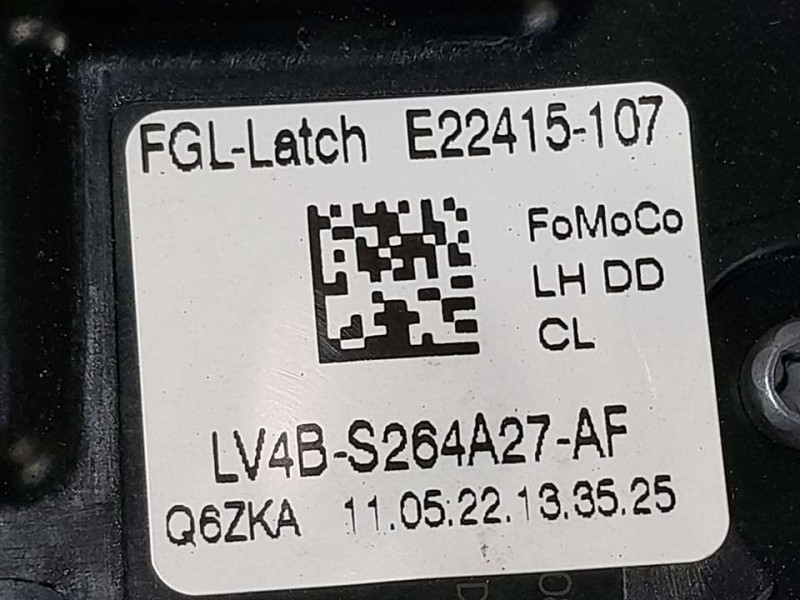 FGL-Latch E22415-107
FoMoCo
LH DD
CL
LV4B-S264A27-AF
Q6ZKA 11.05.22.13.35.25